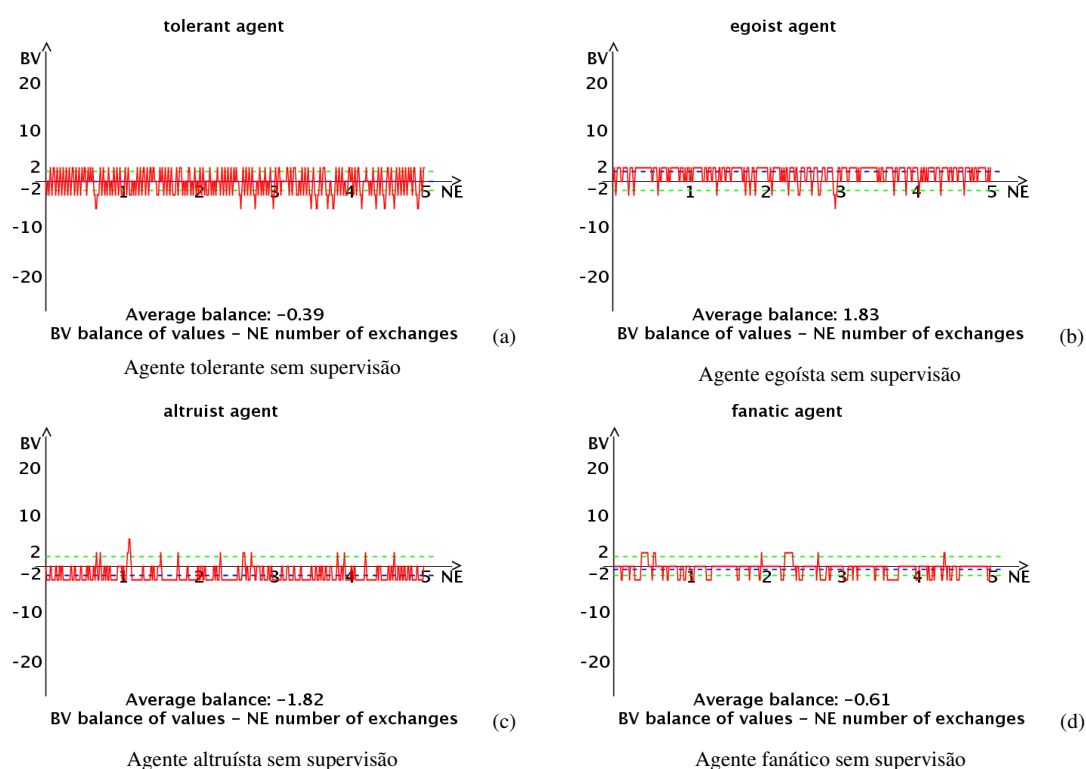 tolerant agent
BV
20
10
2
−2
-10
-20
1 2 3 4 5 NE
Average balance: −0.39
BV balance of values − NE number of exchanges
(a)
Agente tolerante sem supervisão
egoist agent
BV
20
10
2
−2
-10
-20
1 2 3 4 5 NE
Average balance: 1.83
BV balance of values − NE number of exchanges
(b)
Agente egoísta sem supervisão
altruist agent
BV
20
10
2
−2
-10
-20
1 2 3 4 5 NE
Average balance: −1.82
BV balance of values − NE number of exchanges
(c)
Agente altruísta sem supervisão
fanatic agent
BV
20
10
2
−2
-10
-20
1 2 3 4 5 NE
Average balance: −0.61
BV balance of values − NE number of exchanges
(d)
Agente fanático sem supervisão